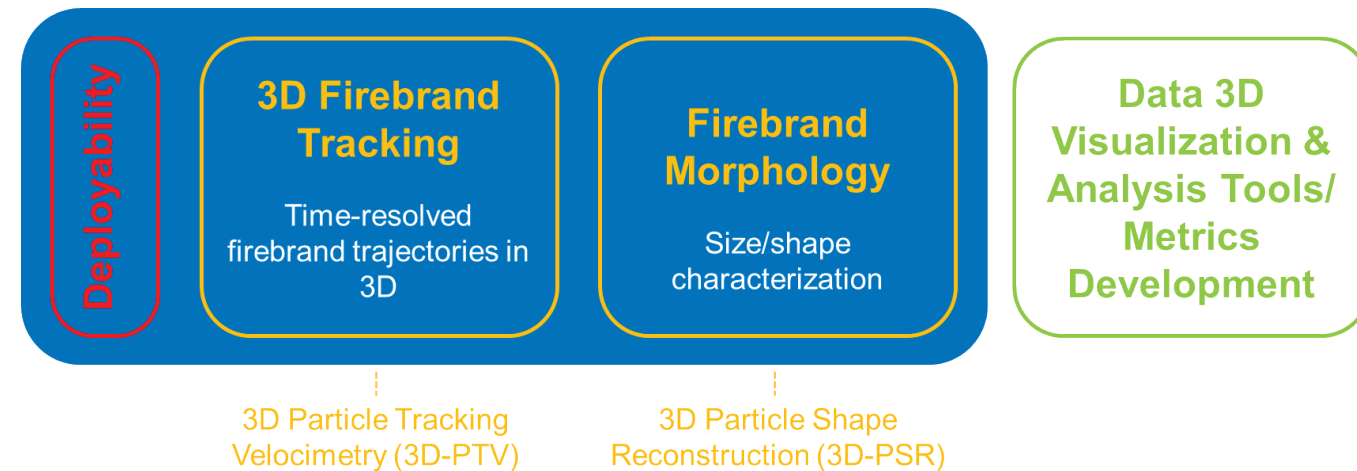 Deployability
3D Firebrand
Tracking
Time-resolved
firebrand trajectories in
3D
Firebrand
Morphology
Size/shape
characterization
Data 3D
Visualization &
Analysis Tools/
Metrics
Development
3D Particle Tracking
Velocimetry (3D-PTV)
3D Particle Shape
Reconstruction (3D-PSR)